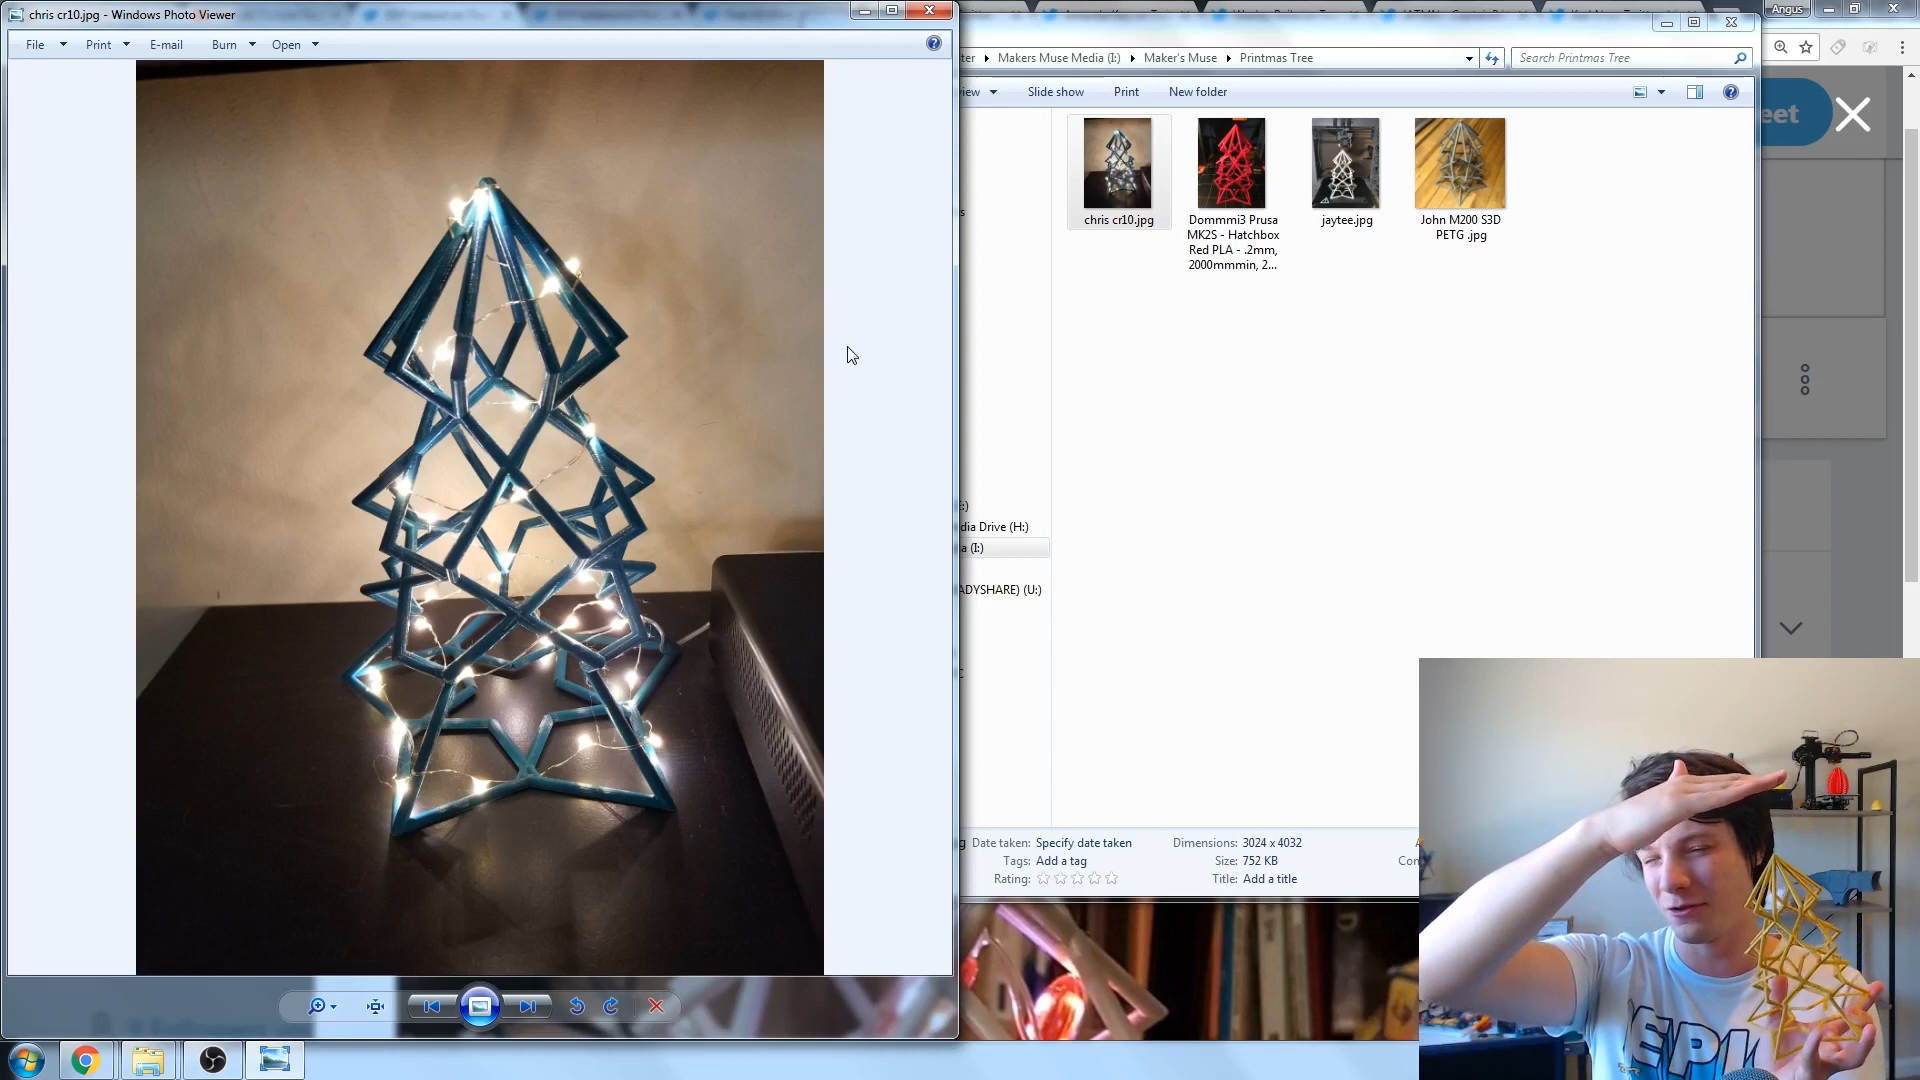 chris cr10.jpg - Windows Photo Viewer
File
Print
E-mail
Burn
Open
Makers Muse Media (I:)
Maker's Muse
Printmas Tree
Search Printmas Tree
Angus
Slide show
Print
New folder
eet
chris cr10.jpg
Dommmi3 Prusa
MK2S - Hatchbox
Red PLA - .2mm,
2000mmmin, 2...
jaytee.jpg
John M200 S3D
PETG .jpg
dia Drive (H:)
a (I:)
ADYSHARE) (U:)
Date taken: Specify date taken
Tags: Add a tag
Rating:
Dimensions: 3024 x 4032
Size: 752 KB
Title: Add a title
EPIC